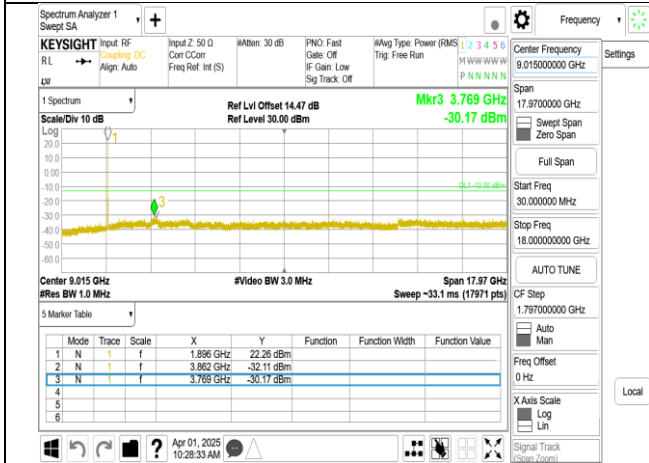 Spectrum Analyzer 1
Swept SA
Frequency
KEYSIGHT Input: RF Input Z: 50 Ω #Atten: 30 dB PNO: Fast #Avg Type: Power (RMS 1 2 3 4 5 6
RL Coupling: DC Corr CCorr Gate: Off Trig: Free Run M W W W W W
Align: Auto Freq Ref: Int (S) IF Gain: Low P N N N N N
Sig Track: Off
LXI
Center Frequency
9.015000000 GHz
Settings
1 Spectrum
Ref Lvl Offset 14.47 dB
Mkr3 3.769 GHz
Scale/Div 10 dB
Ref Level 30.00 dBm
-30.17 dBm
Log
20.0
10.0
0.00
-10.0
-20.0
-30.0
-40.0
-50.0
-60.0
1
3
DL1 -13.00 dBm
Center 9.015 GHz #Video BW 3.0 MHz Span 17.97 GHz
#Res BW 1.0 MHz Sweep ~33.1 ms (17971 pts)
Span
17.9700000 GHz
Swept Span
Zero Span
Full Span
Start Freq
30.000000 MHz
Stop Freq
18.000000000 GHz
AUTO TUNE
CF Step
1.797000000 GHz
Auto
Man
Freq Offset
0 Hz
X Axis Scale
Log
Lin
Signal Track
(Span Zoom)
Local
5 Marker Table
Mode Trace Scale X Y Function Function Width Function Value
1 N 1 f 1.896 GHz 22.26 dBm
2 N 1 f 3.862 GHz -32.11 dBm
3 N 1 f 3.769 GHz -30.17 dBm
4
5
6
Apr 01, 2025
10:28:33 AM